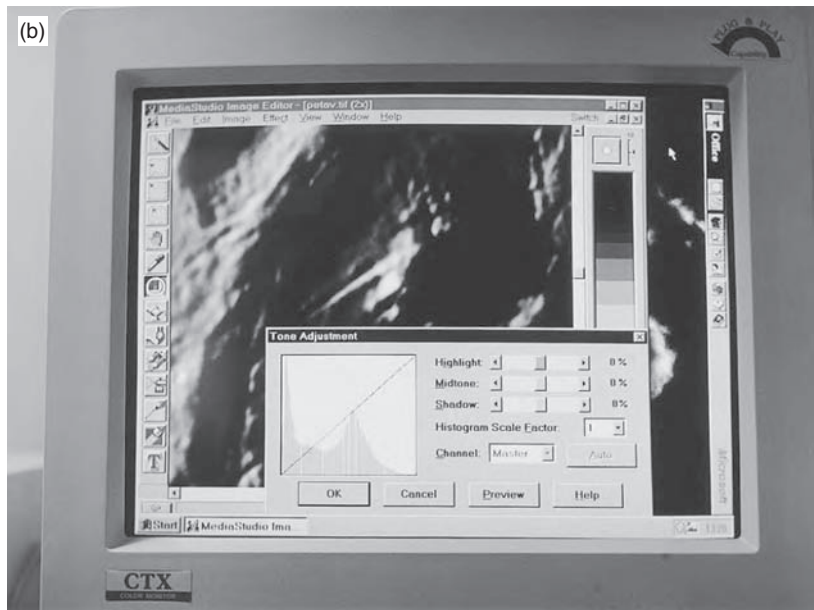 (b)
PLUG & PLAY
Capability
MediaStudio Image Editor - [petav.tif (2x)]
File Edit Image Effect View Window Help
Switch
Office
Tone Adjustment
Highlight: 0%
Midtone: 0%
Shadow: 0%
Histogram Scale Factor: 1
Channel: Master Auto
OK Cancel Preview Help
T
Microsoft
Start MediaStudio Ima...
CTX
COLOR MONITOR